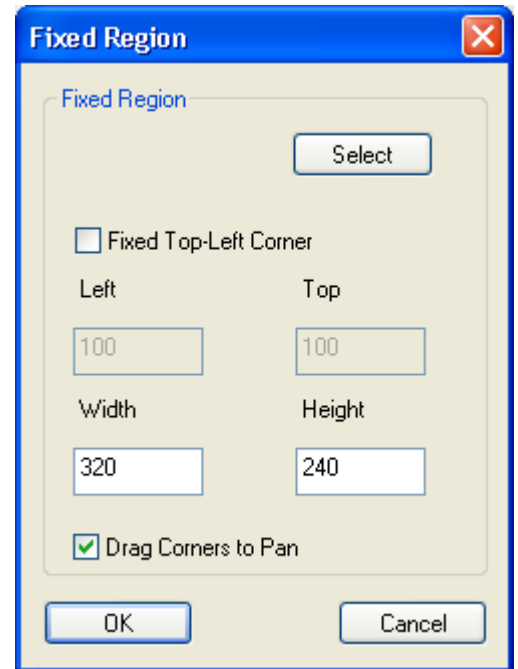 Fixed Region
Fixed Region
Select
Fixed Top-Left Corner
Left Top
100 100
Width Height
320 240
Drag Corners to Pan
OK Cancel